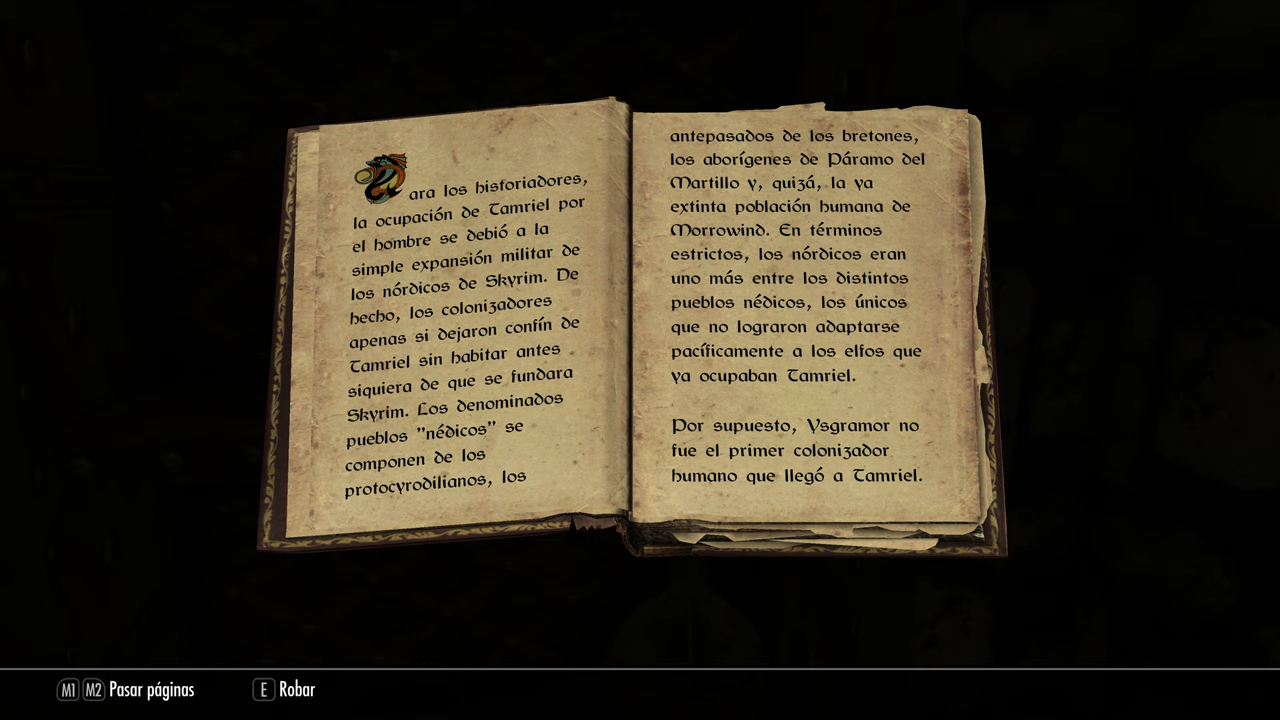 Para los historiadores,
la ocupación de Tamriel por
el hombre se debió a la
simple expansión militar de
los nórdicos de Skyrim. De
hecho, los colonizadores
apenas si dejaron confín de
Tamriel sin habitar antes
siquiera de que se fundara
Skyrim. Los denominados
pueblos "nédicos" se
componen de los
protocyrodilianos, los
antepasados de los bretones,
los aborígenes de Páramo del
Martillo y, quizá, la ya
extinta población humana de
Morrowind. En términos
estrictos, los nórdicos eran
uno más entre los distintos
pueblos nédicos, los únicos
que no lograron adaptarse
pacíficamente a los elfos que
ya ocupaban Tamriel.
Por supuesto, Ysgramor no
fue el primer colonizador
humano que llegó a Tamriel.
M1 M2 Pasar páginas E Robar